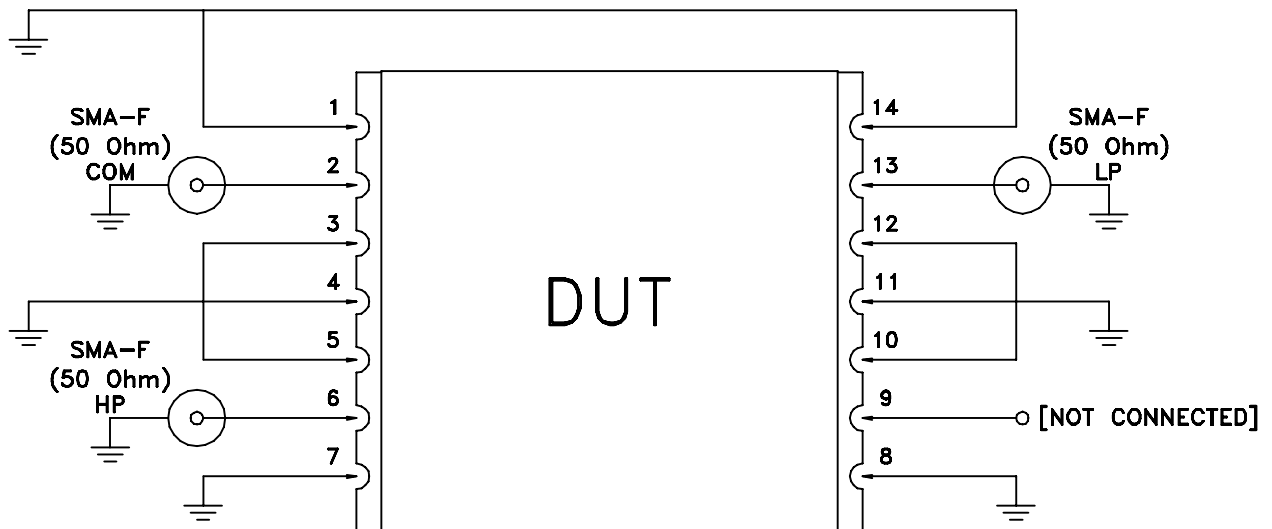 1
14
SMA-F
(50 Ohm)
COM
SMA-F
(50 Ohm)
LP
2
13
3
12
4
11
DUT
5
10
SMA-F
(50 Ohm)
HP
6
9
[NOT CONNECTED]
7
8